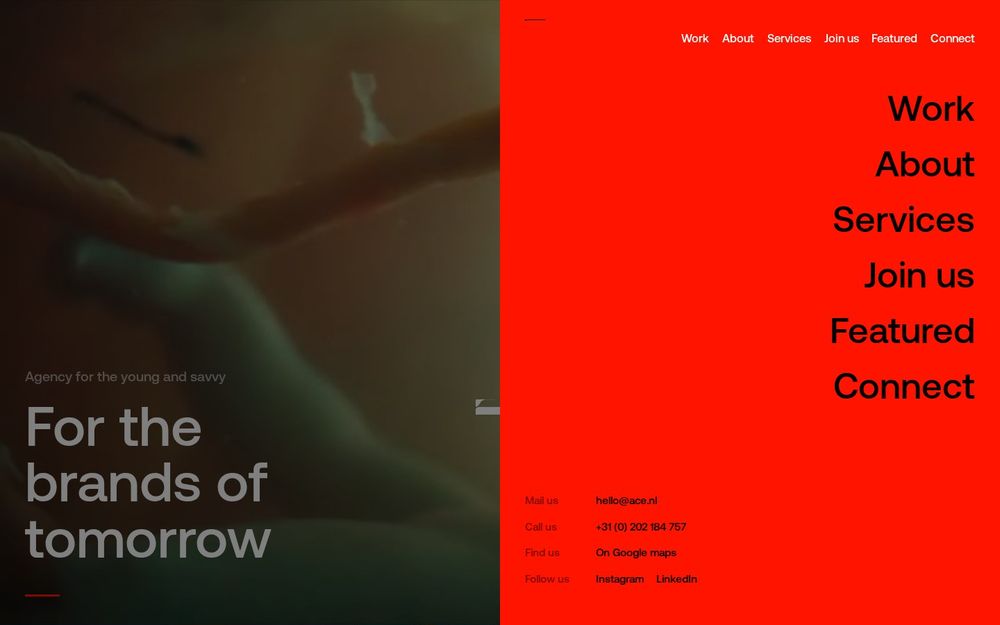 Work About Services Join us Featured Connect
Work
About
Services
Join us
Featured
Connect
Agency for the young and savvy
For the
brands of
tomorrow
Mail us hello@ace.nl
Call us +31 (0) 202 184 757
Find us On Google maps
Follow us Instagram LinkedIn